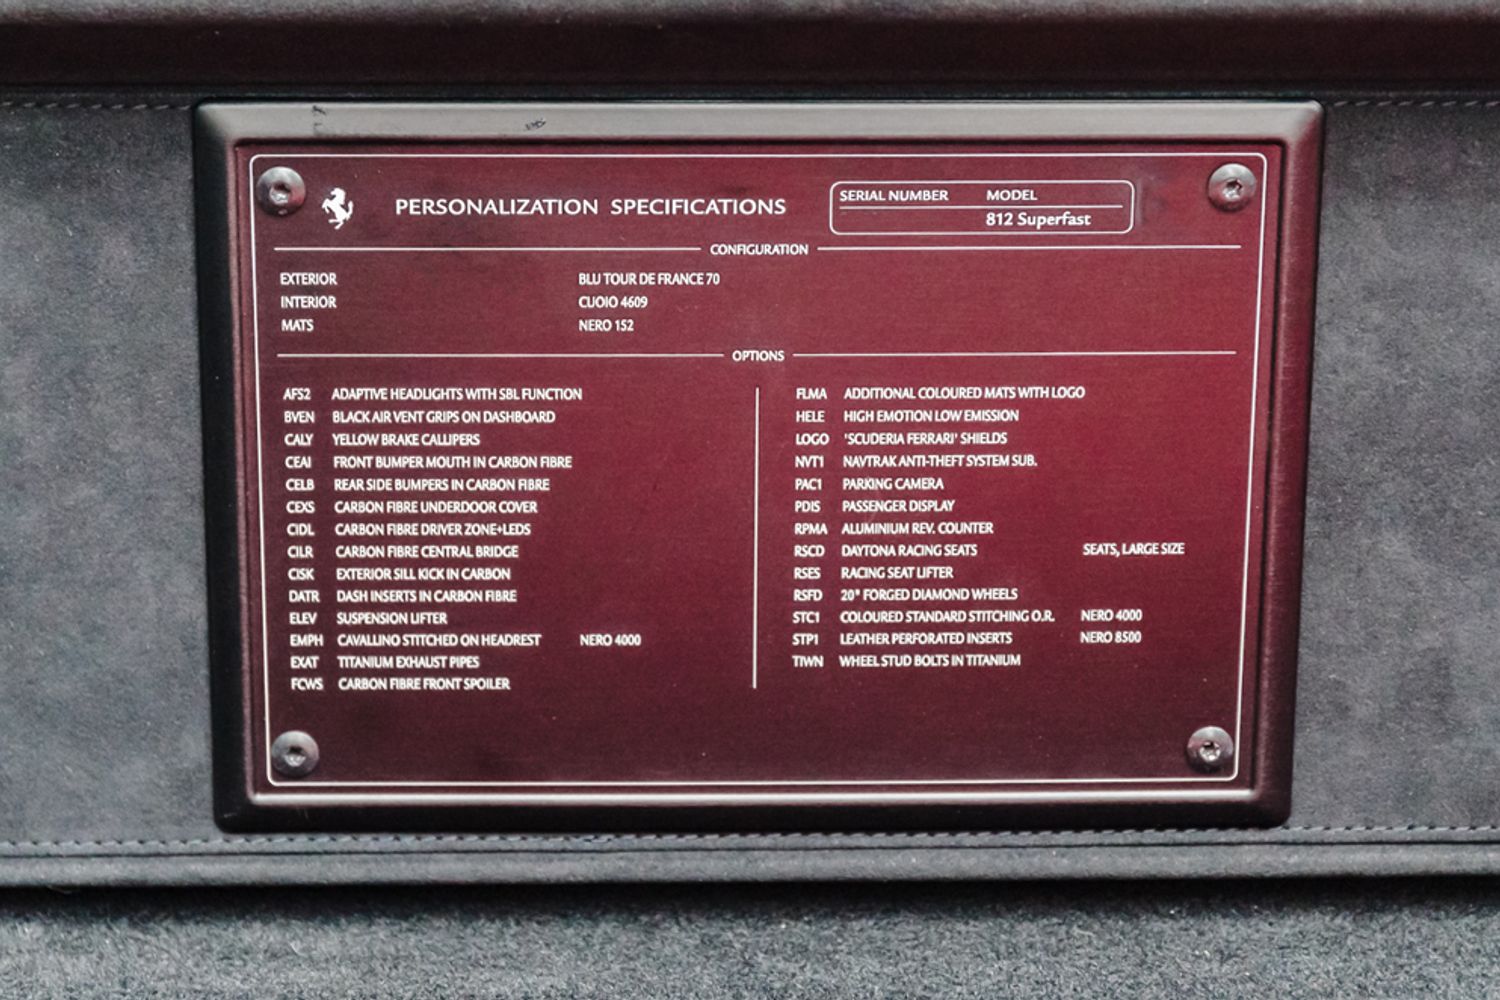 PERSONALIZATION SPECIFICATIONS
SERIAL NUMBER MODEL
812 Superfast
CONFIGURATION
EXTERIOR BLU TOUR DE FRANCE 70
INTERIOR CUOIO 4609
MATS NERO 152
OPTIONS
AFS2 ADAPTIVE HEADLIGHTS WITH SBL FUNCTION
BVEN BLACK AIR VENT GRIPS ON DASHBOARD
CALY YELLOW BRAKE CALLIPERS
CEAI FRONT BUMPER MOUTH IN CARBON FIBRE
CELB REAR SIDE BUMPERS IN CARBON FIBRE
CEXS CARBON FIBRE UNDERDOOR COVER
CIDL CARBON FIBRE DRIVER ZONE+LEDS
CILR CARBON FIBRE CENTRAL BRIDGE
CISK EXTERIOR SILL KICK IN CARBON
DATR DASH INSERTS IN CARBON FIBRE
ELEV SUSPENSION LIFTER
EMPH CAVALLINO STITCHED ON HEADREST NERO 4000
EXAT TITANIUM EXHAUST PIPES
FCWS CARBON FIBRE FRONT SPOILER
FLMA ADDITIONAL COLOURED MATS WITH LOGO
HELE HIGH EMOTION LOW EMISSION
LOGO 'SCUDERIA FERRARI' SHIELDS
NVT1 NAVTRAK ANTI-THEFT SYSTEM SUB.
PAC1 PARKING CAMERA
PDIS PASSENGER DISPLAY
RPMA ALUMINIUM REV. COUNTER
RSCD DAYTONA RACING SEATS SEATS, LARGE SIZE
RSES RACING SEAT LIFTER
RSFD 20" FORGED DIAMOND WHEELS
STC1 COLOURED STANDARD STITCHING O.R. NERO 4000
STP1 LEATHER PERFORATED INSERTS NERO 8500
TIWN WHEEL STUD BOLTS IN TITANIUM